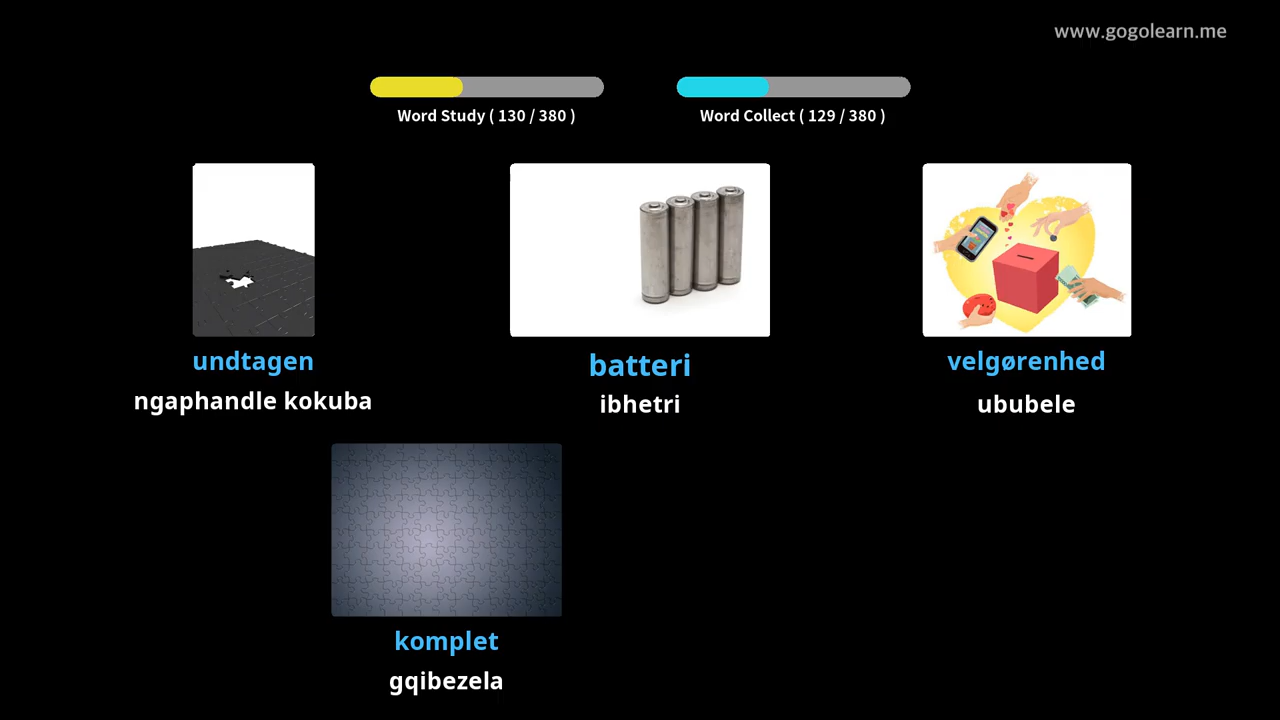 www.gogolearn.me
Word Study ( 130 / 380 )
Word Collect ( 129 / 380 )
undtagen
ngaphandle kokuba
batteri
ibhetri
velgørenhed
ububele
komplet
gqibezela